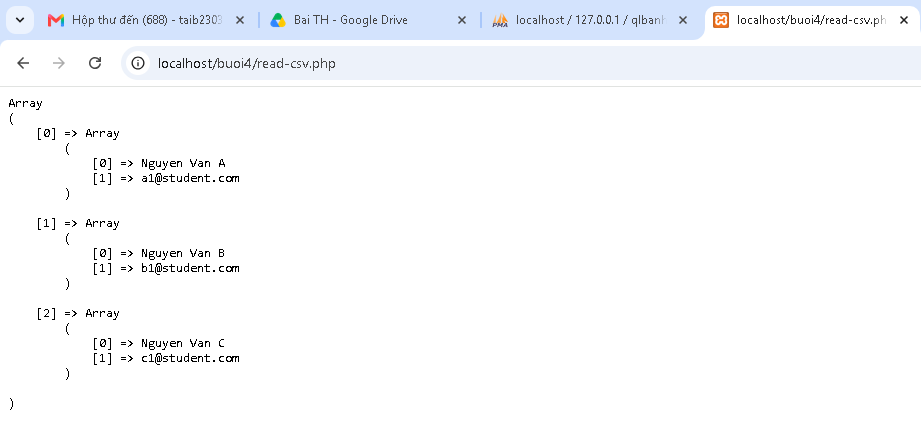 Hộp thư đến (688) - taib2303
Bai TH - Google Drive
localhost / 127.0.0.1 / qlbanh
localhost/buoi4/read-csv.ph
localhost/buoi4/read-csv.php
Array
(
    [0] => Array
        (
            [0] => Nguyen Van A
            [1] => a1@student.com
        )

    [1] => Array
        (
            [0] => Nguyen Van B
            [1] => b1@student.com
        )

    [2] => Array
        (
            [0] => Nguyen Van C
            [1] => c1@student.com
        )

)